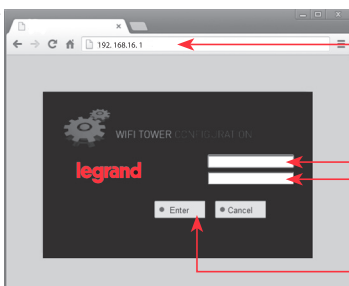 192.168.16.1
WIFI TOWER CONFIGURATION
legrand
Enter
Cancel